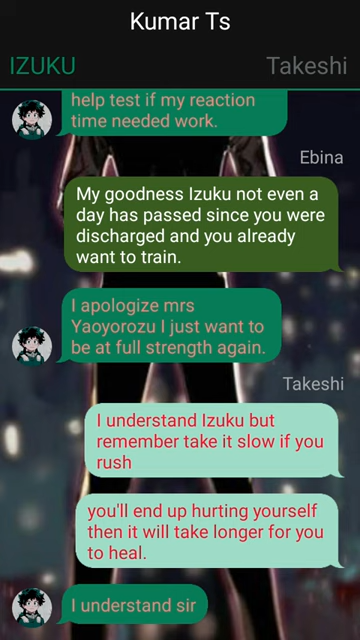 Kumar Ts
IZUKU
Takeshi
help test if my reaction
time needed work.
Ebina
My goodness Izuku not even a
day has passed since you were
discharged and you already
want to train.
I apologize mrs
Yaoyorozu I just want to
be at full strength again.
Takeshi
I understand Izuku but
remember take it slow if you
rush
you'll end up hurting yourself
then it will take longer for you
to heal.
I understand sir